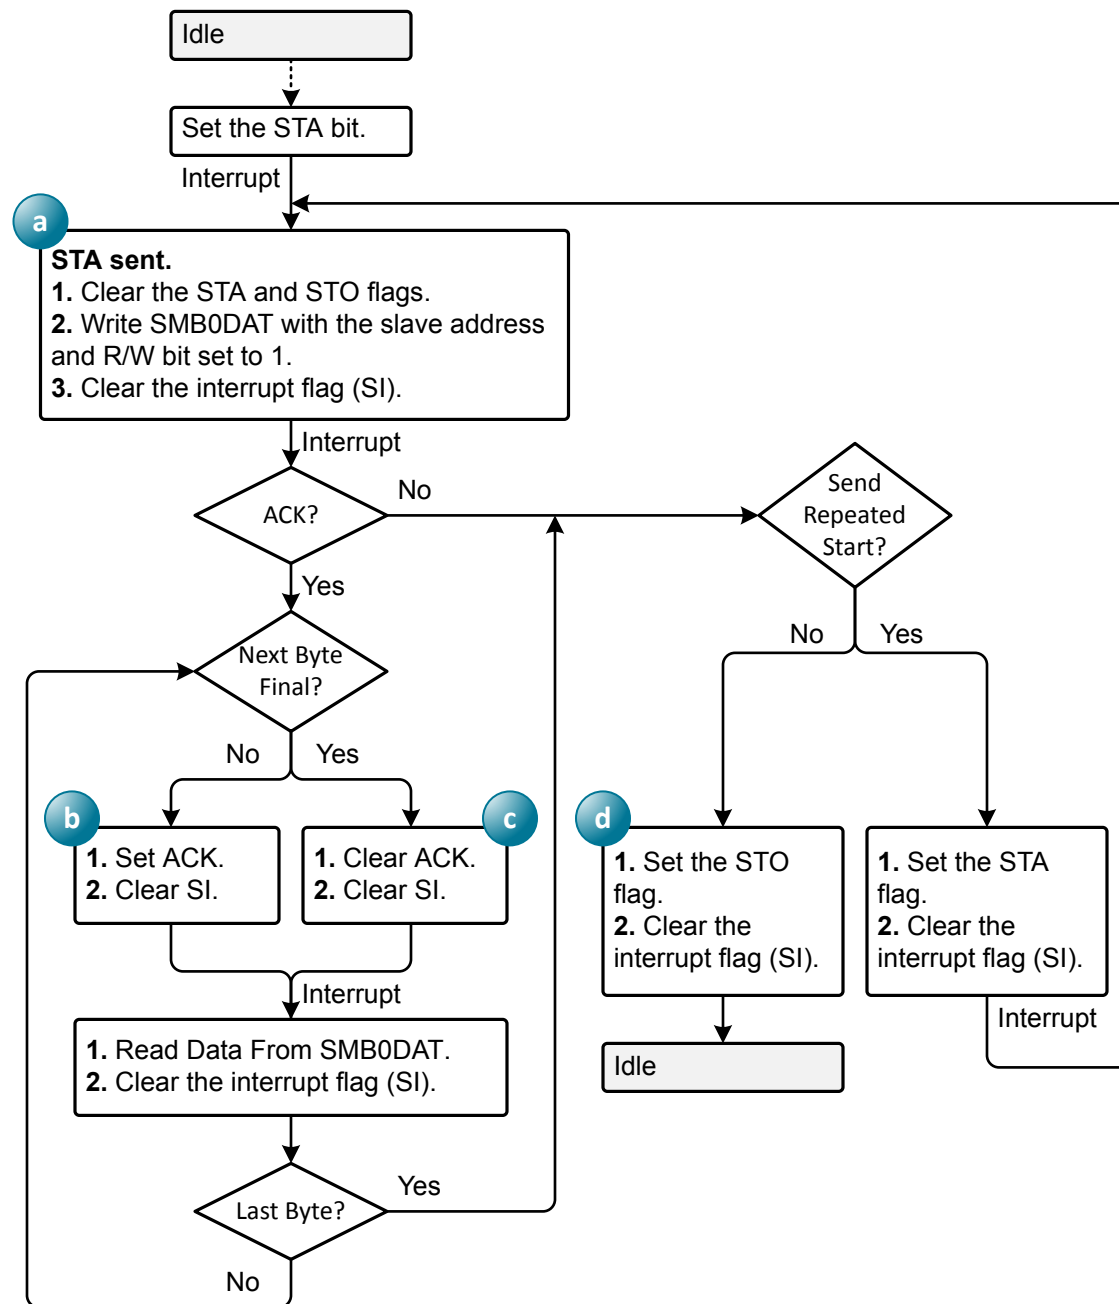 Idle
Set the STA bit.
Interrupt
a
STA sent.
1. Clear the STA and STO flags.
2. Write SMB0DAT with the slave address
and R/W bit set to 1.
3. Clear the interrupt flag (SI).
Interrupt
ACK?
No
Yes
Send
Repeated
Start?
No
Yes
Next Byte
Final?
No
Yes
b
1. Set ACK.
2. Clear SI.
c
1. Clear ACK.
2. Clear SI.
d
1. Set the STO
flag.
2. Clear the
interrupt flag (SI).
1. Set the STA
flag.
2. Clear the
interrupt flag (SI).
Interrupt
Interrupt
1. Read Data From SMB0DAT.
2. Clear the interrupt flag (SI).
Idle
Last Byte?
Yes
No